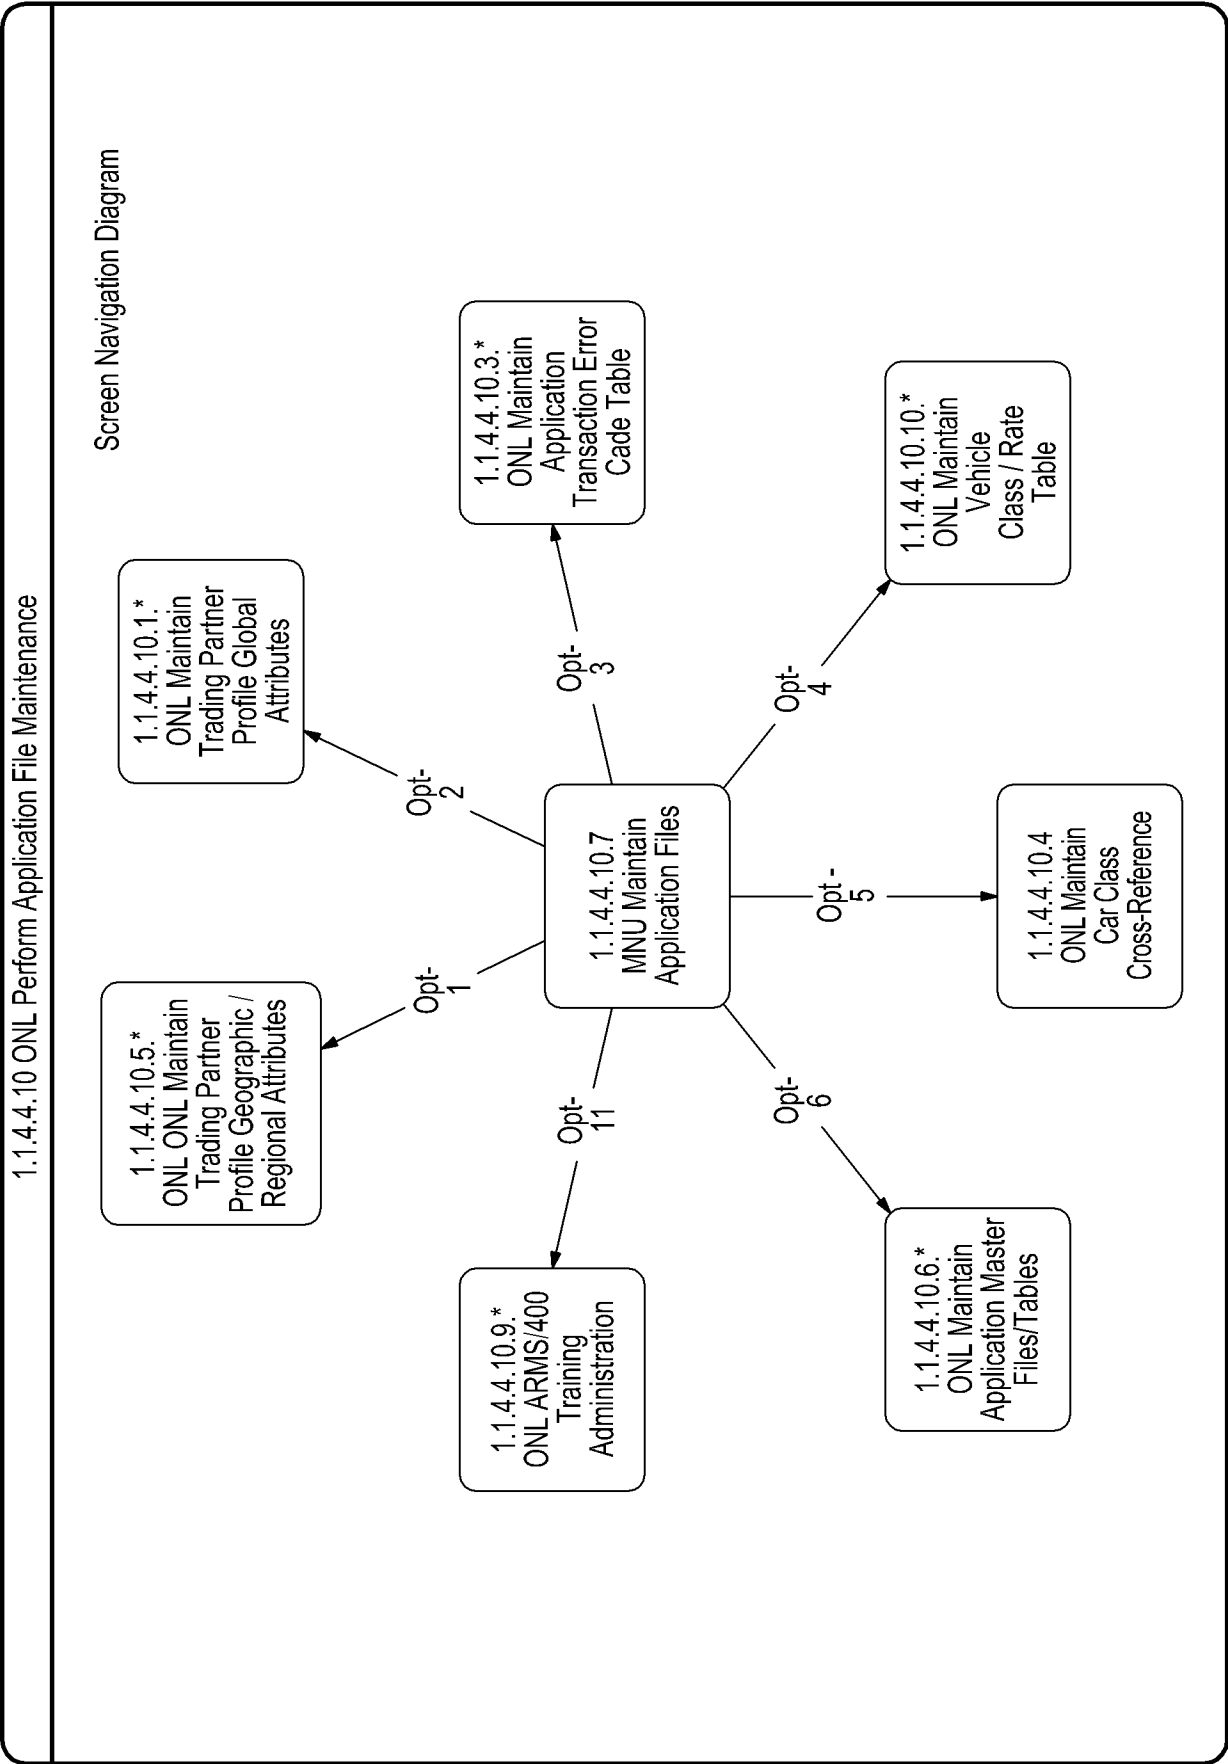 1.1.4.4.10 ONL Perform Application File Maintenance
Screen Navigation Diagram
1.1.4.4.10.5.*
ONL ONL Maintain
Trading Partner
Profile Geographic /
Regional Attributes
1.1.4.4.10.1.*
ONL Maintain
Trading Partner
Profile Global
Attributes
Opt-
1
Opt-
2
1.1.4.4.10.9.*
ONL ARMS/400
Training
Administration
Opt-
11
1.1.4.4.10.7
MNU Maintain
Application Files
Opt-
3
1.1.4.4.10.3.*
ONL Maintain
Application
Transaction Error
Cade Table
Opt-
6
Opt -
5
Opt-
4
1.1.4.4.10.6.*
ONL Maintain
Application Master
Files/Tables
1.1.4.4.10.4
ONL Maintain
Car Class
Cross-Reference
1.1.4.4.10.10.*
ONL Maintain
Vehicle
Class / Rate
Table